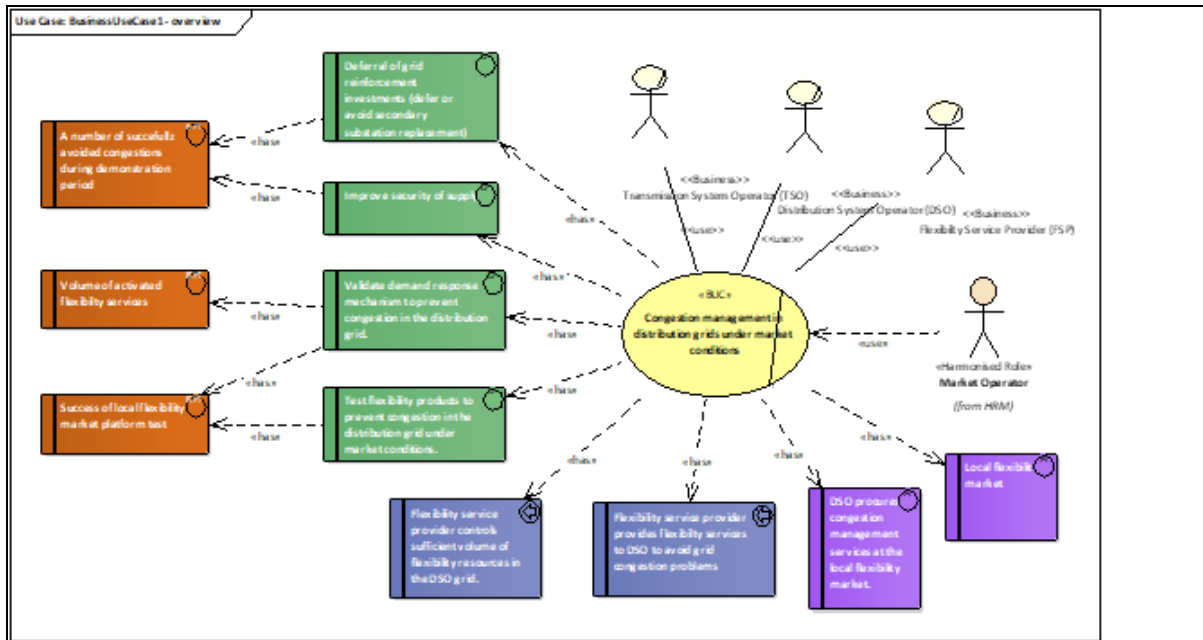 Use Case: BusinessUseCase1 - overview
Deferral of grid
reinforcement
investments (defer or
avoid secondary
substation replacement)
A number of succefullz
avoided congestions
during demonstration
period
«has»
«has»
Improve security of supply
«has»
«has»
Volume of activated
flexibilty services
«has»
Validate demand response
mechanism to prevent
congestion in the distribution
grid.
«has»
«has»
Success of local flexibility
market platform test
«has»
Test flexibility products to
prevent congestion in the
distribution grid under
market conditions.
«has»
<<Business>>
Transmission System Operator (TSO)
<<Business>>
Distribution System Operator (DSO)
<<Business>>
Flexibilty Service Provider (FSP)
<<use>>
<<use>>
<<use>>
«BUC»
Congestion management in
distribution grids under market
conditions
«use»
«Harmonised Role»
Market Operator
(from HRM)
«has»
«has»
«has»
«has»
Flexibility service
provider controls
sufficient volume of
flexibility resources in
the DSO grid.
Flexibility service provider
provides flexibility services
to DSO to avoid grid
congestion problems
DSO procures
congestion
management
services at the
local flexibility
market.
Local flexibility
market